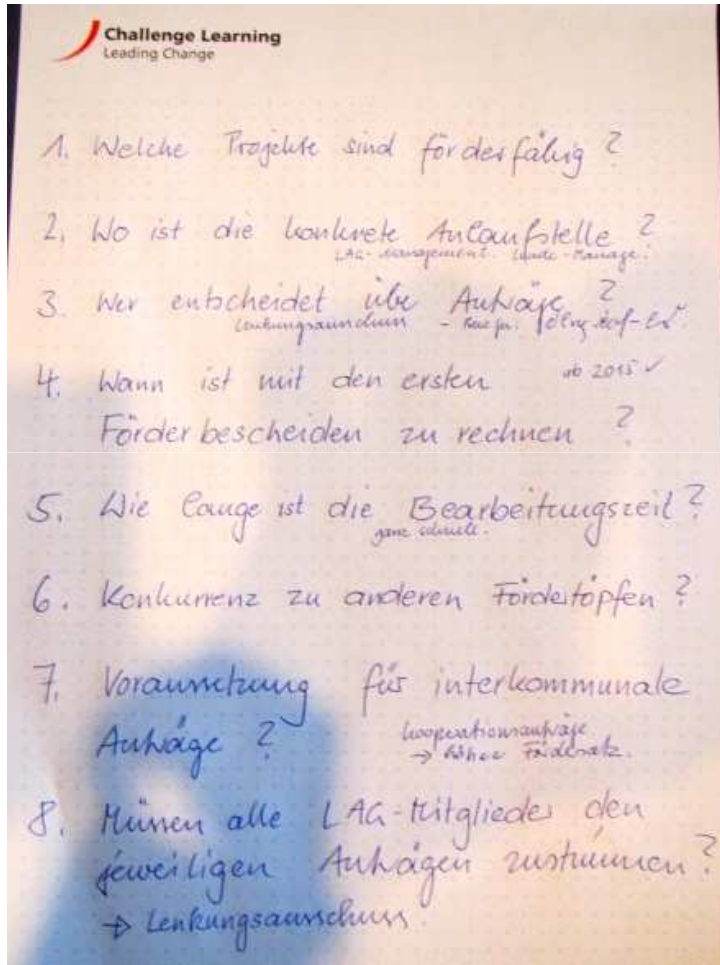 Challenge Learning
Leading Change
1. Welche Projekte sind förderfähig?
2. Wo ist die konkrete Anlaufstelle?
LAG-Management.
3. Wer entscheidet über Anträge?
Lenkungsausschuss
4. Wann ist mit den ersten
ab 2015 ✓
Förderbescheiden zu rechnen?
5. Wie lange ist die Bearbeitungszeit?
ganz schnell.
6. Konkurrenz zu anderen Fördertöpfen?
7. Voraussetzung für interkommunale
Anträge?
Kooperationsanträge
→ höherer Fördersatz.
8. Müssen alle LAG-Mitglieder den
jeweiligen Anträgen zustimmen?
→ Lenkungsausschuss.